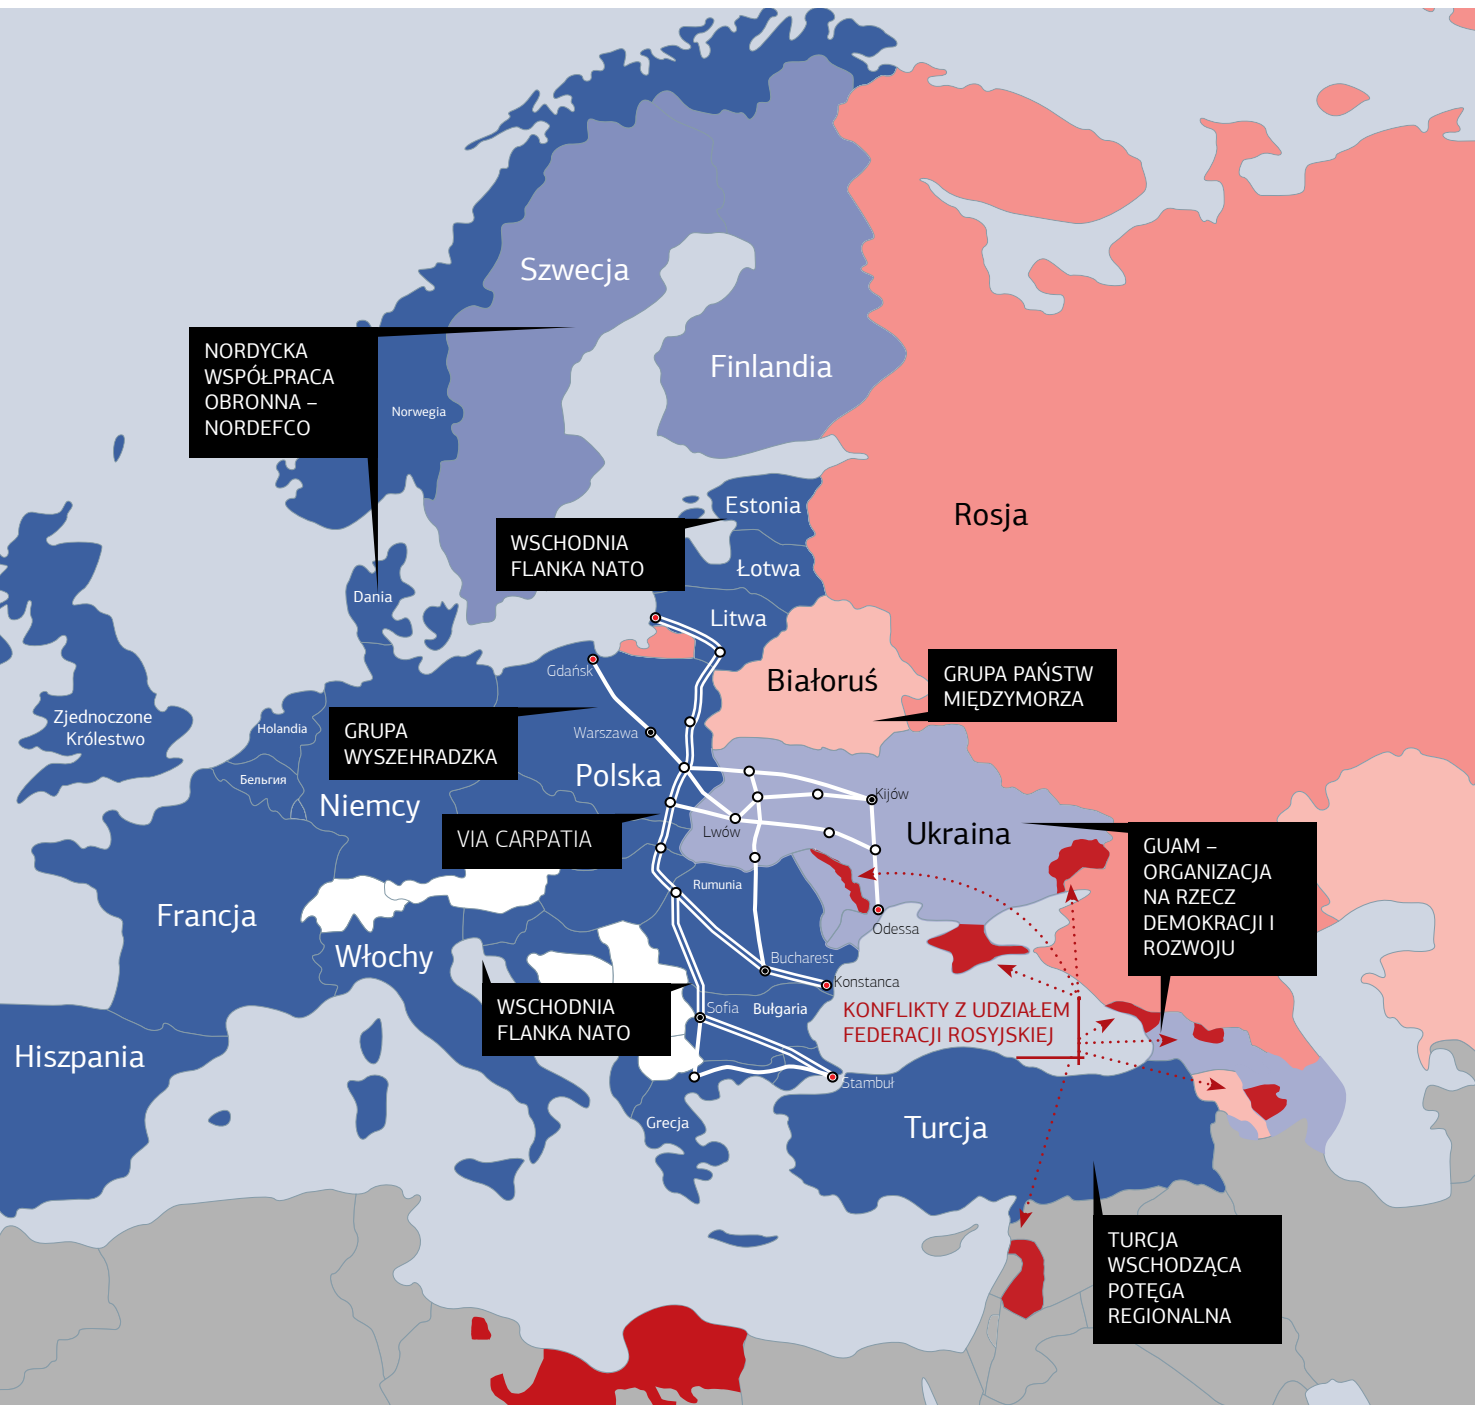 Szwecja
Finlandia
NORDYCKA
WSPÓŁPRACA
OBRONNA –
NORDEFCO
Norwegia
Estonia
Rosja
WSCHODNIA
FLANKA NATO
Łotwa
Dania
Litwa
Gdańsk
Białoruś
GRUPA PAŃSTW
MIĘDZYMORZA
Zjednoczone
Królestwo
Holandia
GRUPA
WYSZEHRADZKA
Warszawa
Бельгия
Polska
Niemcy
Kijów
VIA CARPATIA
Lwów
Ukraina
GUAM –
ORGANIZACJA
NA RZECZ
DEMOKRACJI I
ROZWOJU
Rumunia
Francja
Odessa
Włochy
Bucharest
Konstanca
WSCHODNIA
FLANKA NATO
Sofia
Bułgaria
KONFLIKTY Z UDZIAŁEM
FEDERACJI ROSYJSKIEJ
Hiszpania
Stambuł
Grecja
Turcja
TURCJA
WSCHODZĄCA
POTĘGA
REGIONALNA